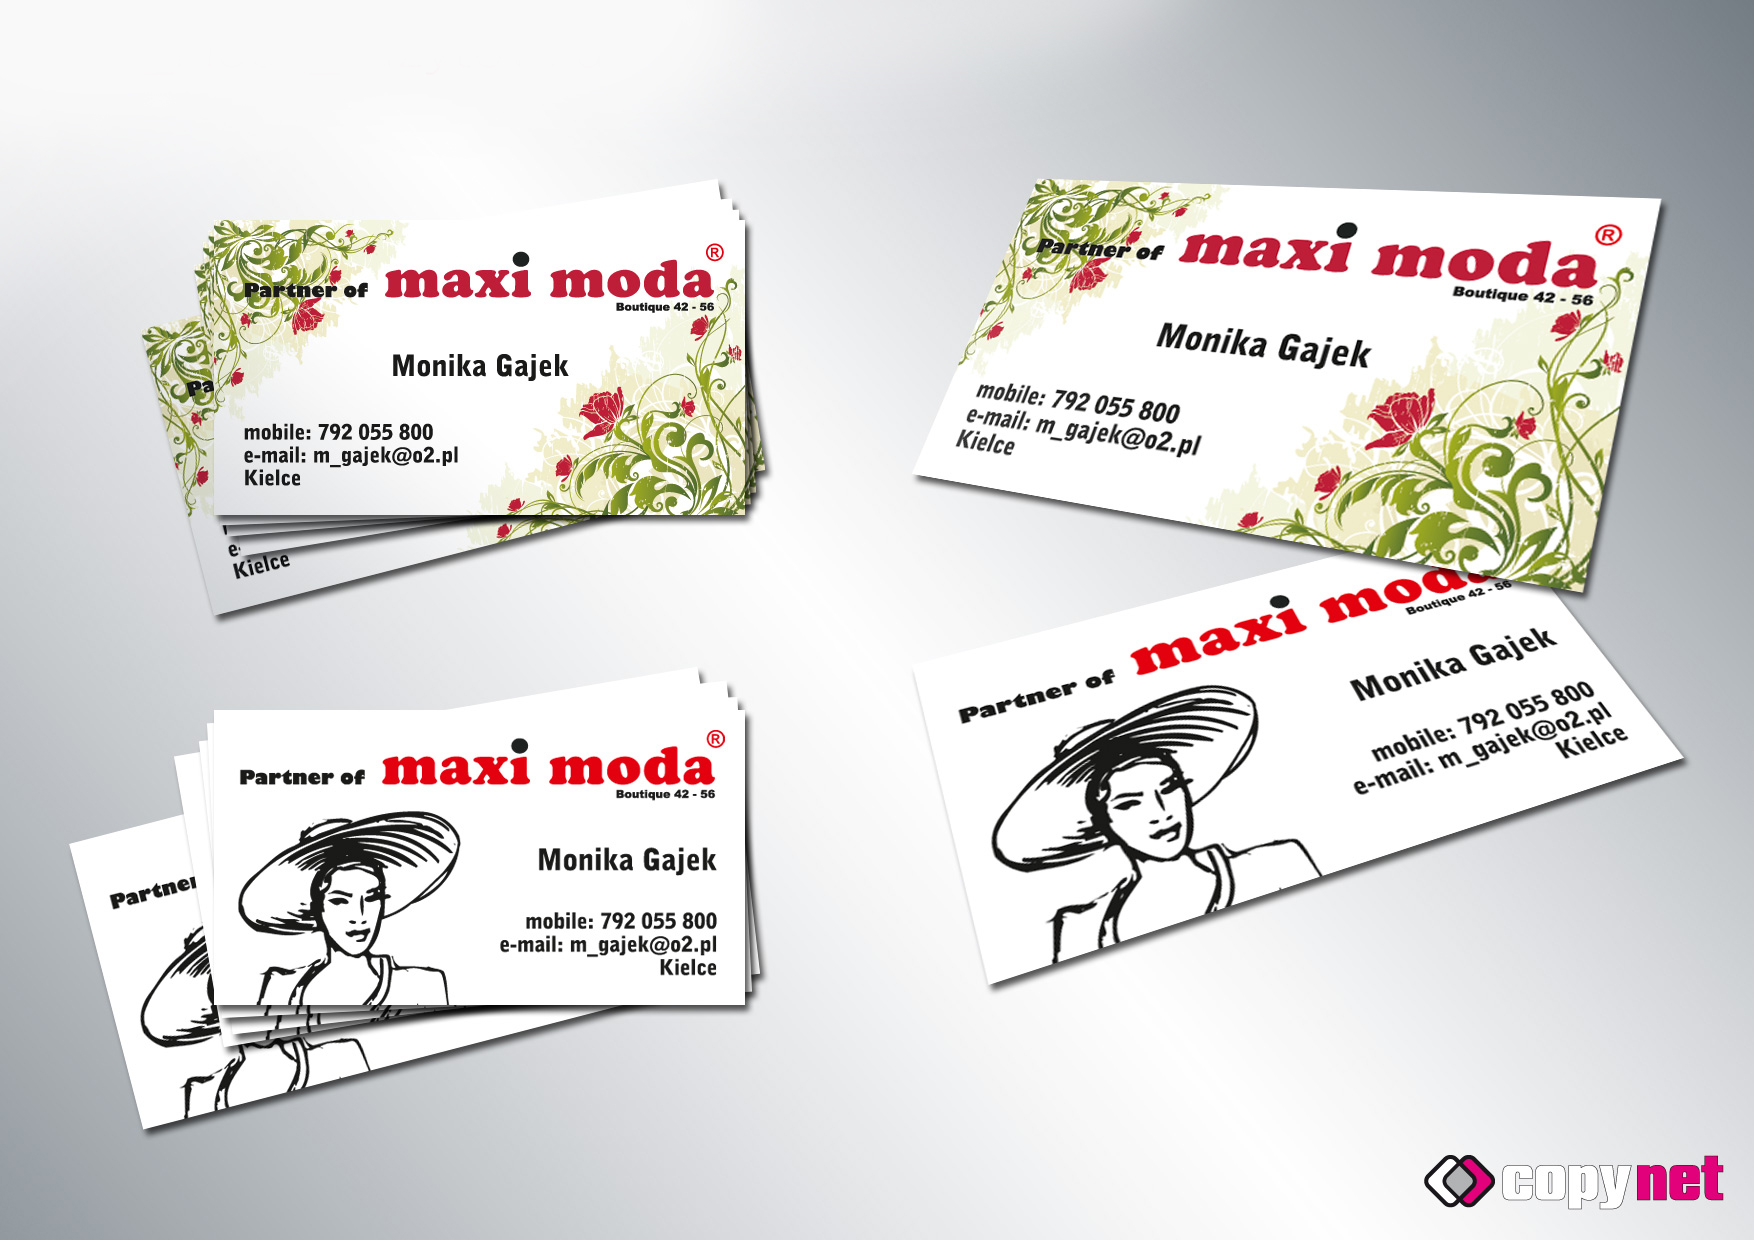 Partner of maxi moda ®
Boutique 42 - 56
Monika Gajek
mobile: 792 055 800
e-mail: m_gajek@o2.pl
Kielce
Pa
e-
Kielce
Partner of maxi moda ®
Boutique 42 - 56
Monika Gajek
mobile: 792 055 800
e-mail: m_gajek@o2.pl
Kielce
Partner of maxi moda ®
Boutique 42 - 56
Monika Gajek
mobile: 792 055 800
e-mail: m_gajek@o2.pl
Kielce
Partner
Partner of maxi moda
Boutique 42 - 56
Monika Gajek
mobile: 792 055 800
e-mail: m_gajek@o2.pl
Kielce
copynet